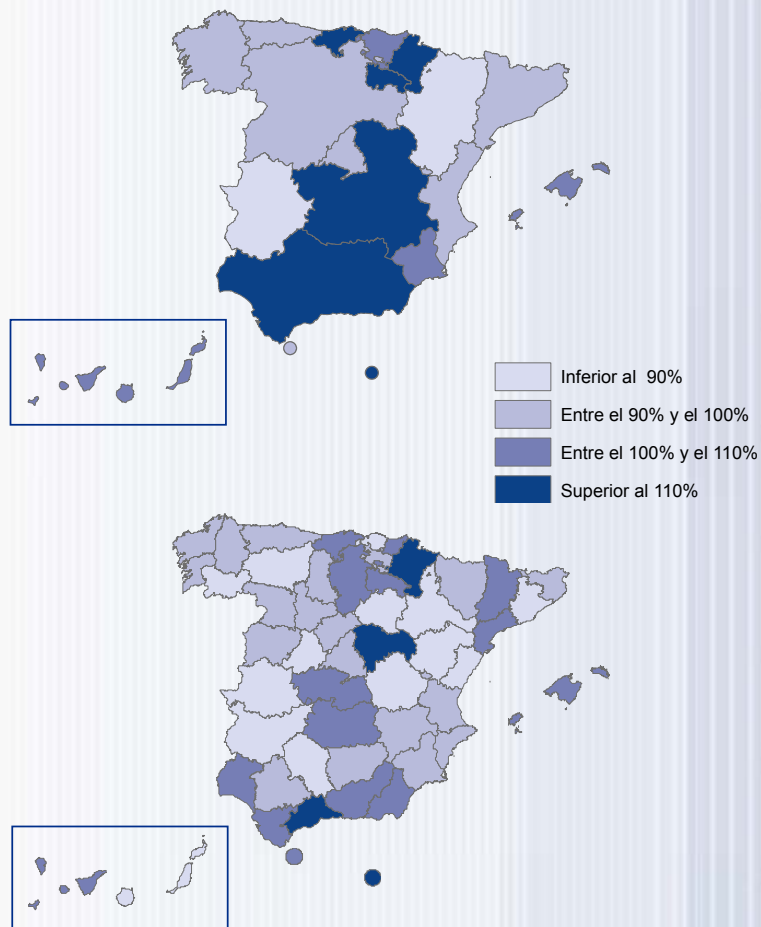 Inferior al 90%
Entre el 90% y el 100%
Entre el 100% y el 110%
Superior al 110%